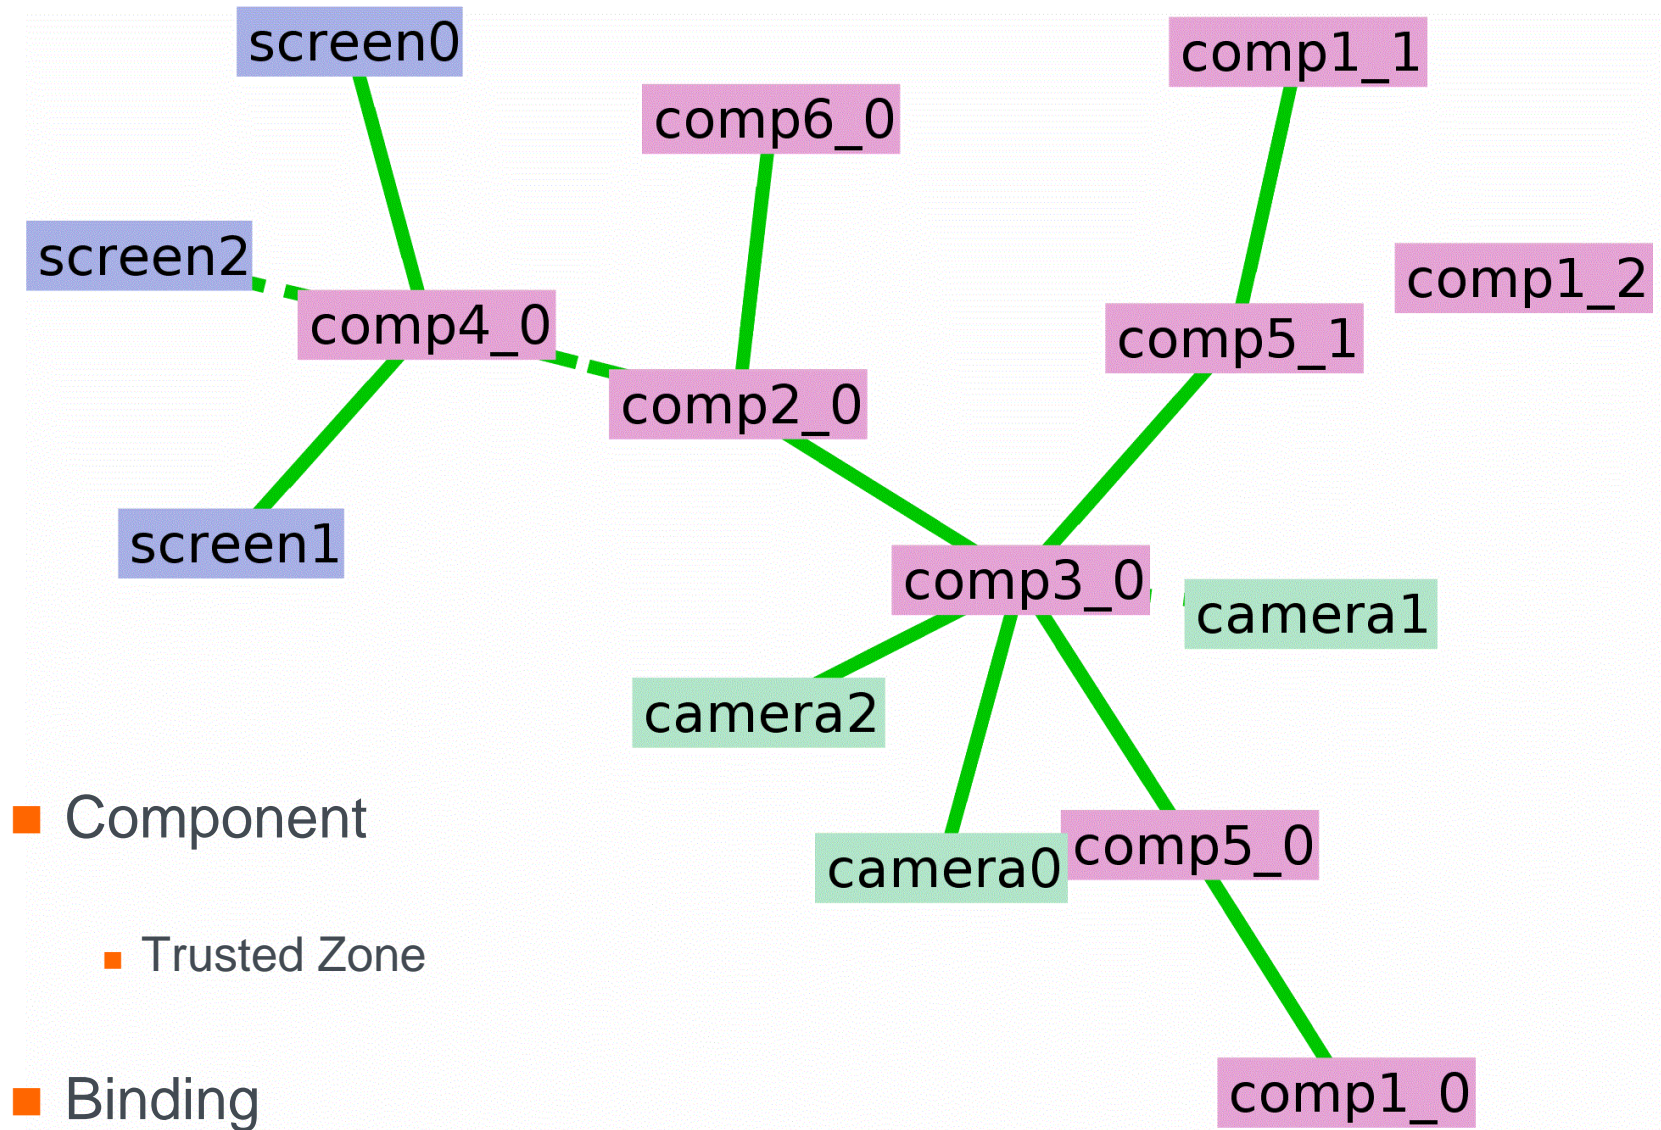 screen0
comp1_1
comp6_0
screen2
comp1_2
comp4_0
comp5_1
comp2_0
screen1
comp3_0
camera1
camera2
Component
comp5_0
camera0
Trusted Zone
Binding
comp1_0